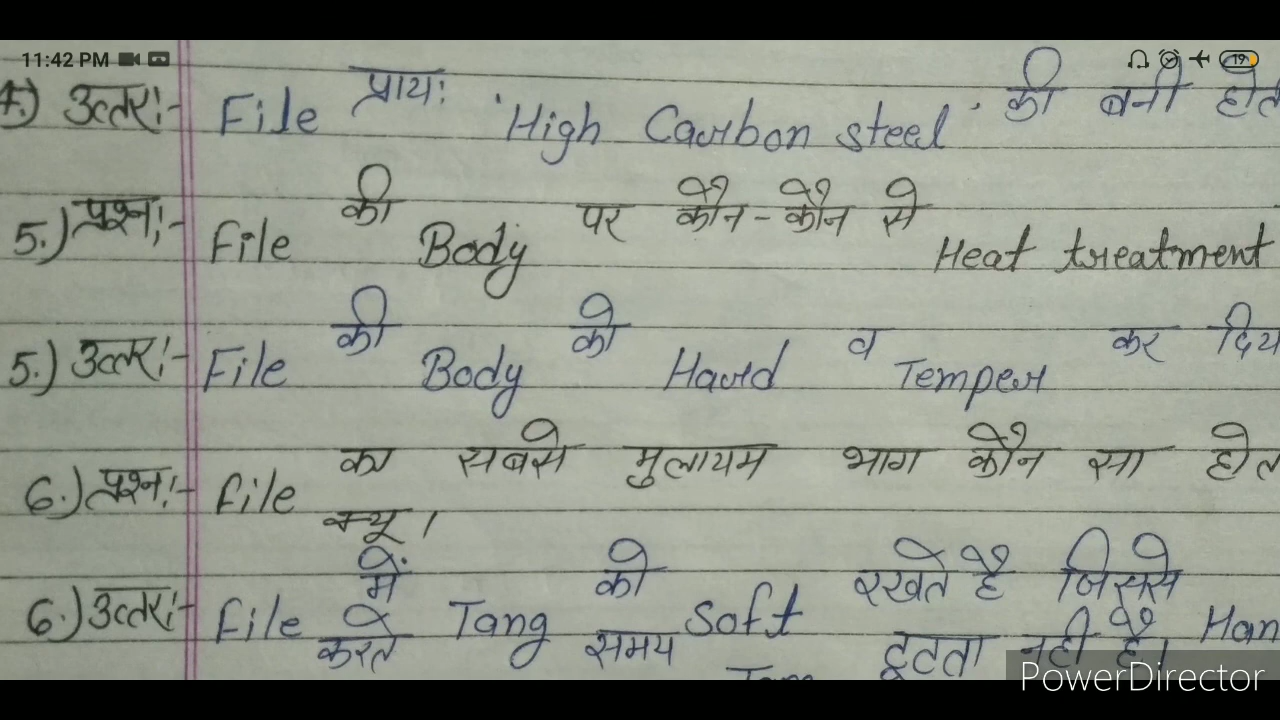 11:42 PM
19
4.) उत्तर:- File प्रायः 'High Carbon steel' की बनी होत
5.) प्रश्न:- File की Body पर कौन-कौन से Heat treatment
5.) उत्तर:- File की Body को Hard व Temper कर दिय
6.) प्रश्न:- File का सबसे मुलायम भाग कौन सा होत
क्यू।
6.) उत्तर:- File में Tang को Soft रखते है जिससे Han
करते समय टूटता नही है।
PowerDirector